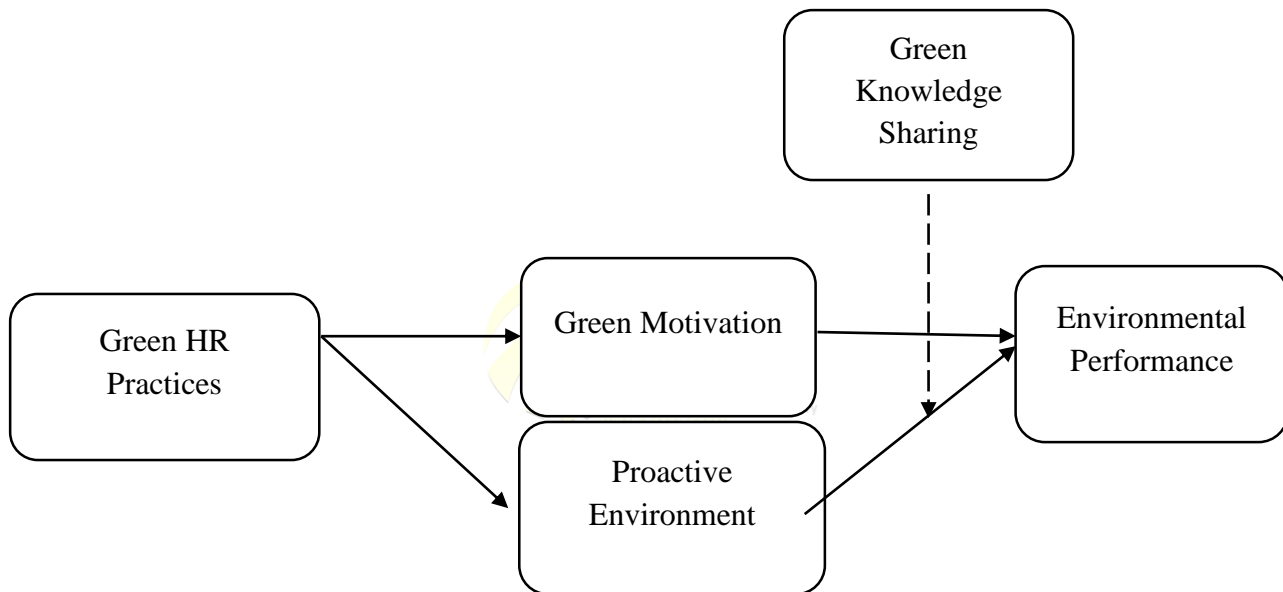 Green
Knowledge
Sharing
Green HR
Practices
Green Motivation
Environmental
Performance
Proactive
Environment